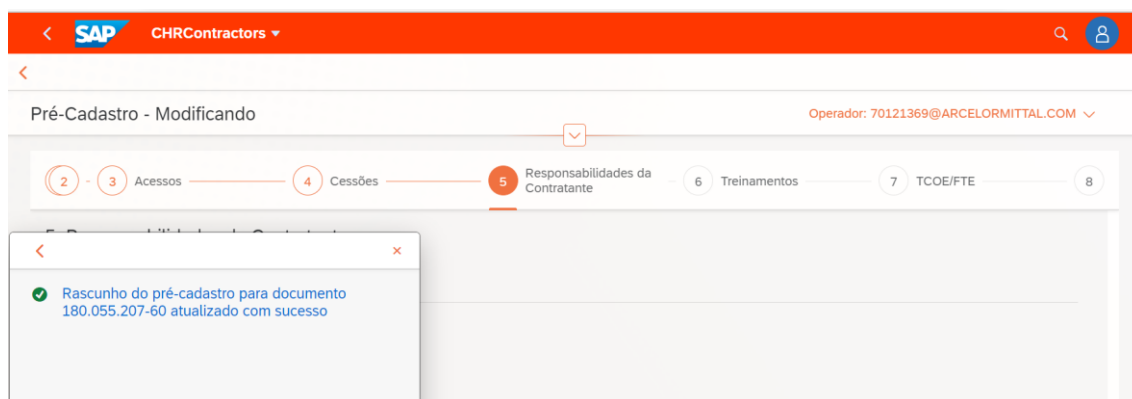 SAP CHRContractors
Pré-Cadastro - Modificando
Operador: 70121369@ARCELORMITTAL.COM
2 - 3 Acessos 4 Cessões 5 Responsabilidades da Contratante 6 Treinamentos 7 TCOE/FTE 8
Rascunho do pré-cadastro para documento
180.055.207-60 atualizado com sucesso